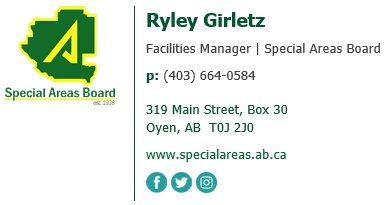 Special Areas Board
est. 1938
Ryley Girletz
Facilities Manager | Special Areas Board
p: (403) 664-0584
319 Main Street, Box 30
Oyen, AB  T0J 2J0
www.specialareas.ab.ca